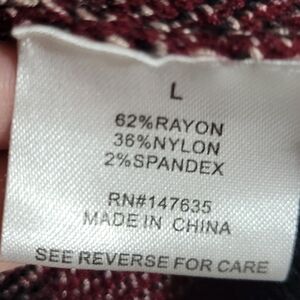 L
62%RAYON
36%NYLON
2%SPANDEX
RN#147635
MADE IN CHINA
SEE REVERSE FOR CARE